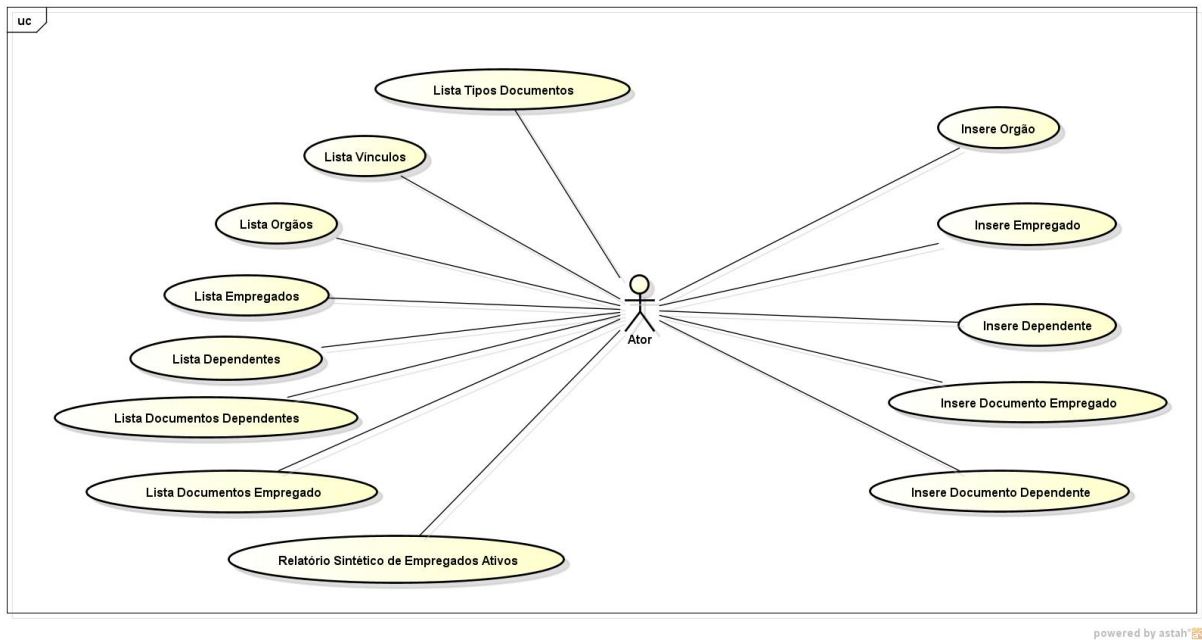 uc
Lista Tipos Documentos
Lista Vínculos
Lista Orgãos
Lista Empregados
Lista Dependentes
Lista Documentos Dependentes
Lista Documentos Empregado
Relatório Sintético de Empregados Ativos
Ator
Insere Orgão
Insere Empregado
Insere Dependente
Insere Documento Empregado
Insere Documento Dependente
powered by astah*